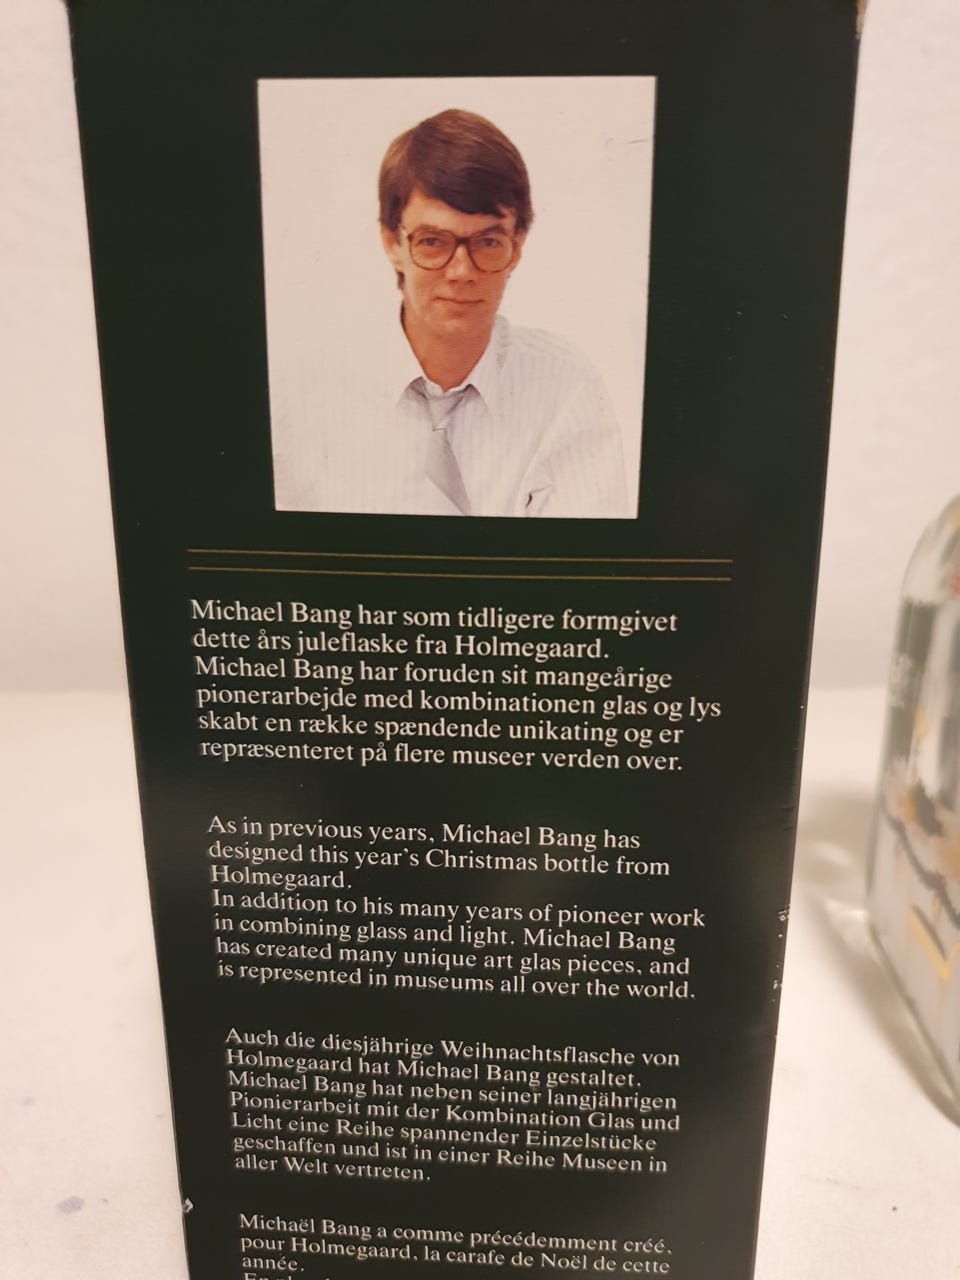 Michael Bang har som tidligere formgivet
dette års juleflaske fra Holmegaard.
Michael Bang har foruden sit mangeårige
pionerarbejde med kombinationen glas og lys
skabt en række spændende unikating og er
repræsenteret på flere museer verden over.
As in previous years, Michael Bang has
designed this year's Christmas bottle from
Holmegaard.
In addition to his many years of pioneer work
in combining glass and light. Michael Bang
has created many unique art glas pieces, and
is represented in museums all over the world.
Auch die diesjährige Weihnachtsflasche von
Holmegaard hat Michael Bang gestaltet.
Michael Bang hat neben seiner langjährigen
Pionierarbeit mit der Kombination Glas und
Licht eine Reihe spannender Einzelstücke
geschaffen und ist in einer Reihe Museen in
aller Welt vertreten.
Michaël Bang a comme précédemment créé,
pour Holmegaard, la carafe de Noël de cette
année.